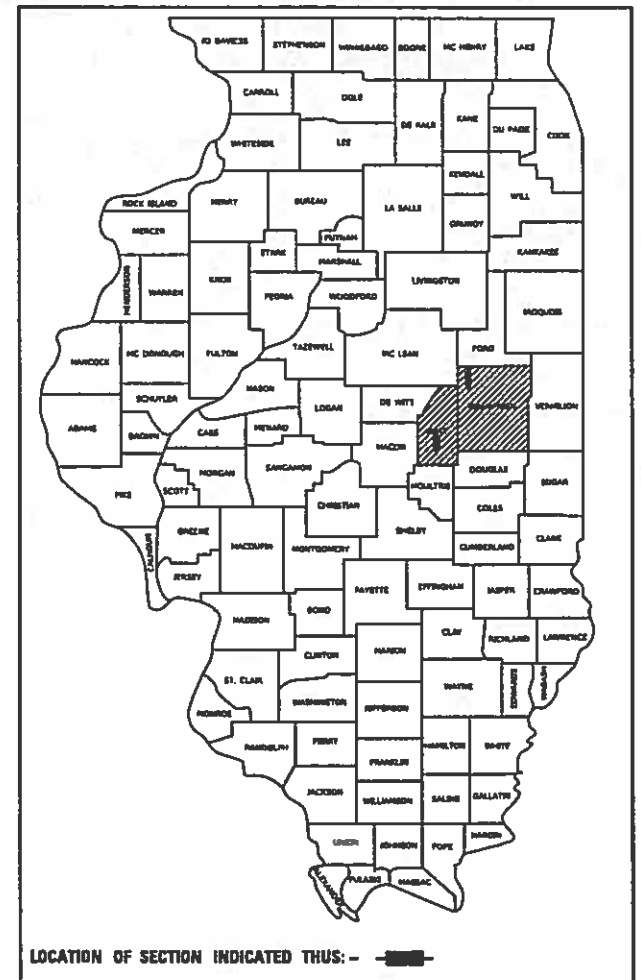 JO DAVIESS
STEPHENSON
WINNEBAGO
BOONE
MC HENRY
LAKE
CARROLL
OGLE
DE KALB
KANE
DU PAGE
COOK
WHITESIDE
LEE
KENDALL
WILL
ROCK ISLAND
HENRY
BUREAU
LA SALLE
GRUNDY
MERCER
PUTNAM
KANKAKEE
STARK
MARSHALL
HENDERSON
WARREN
KNOX
PEORIA
WOODFORD
LIVINGSTON
IROQUOIS
HANCOCK
MC DONOUGH
FULTON
TAZEWELL
MC LEAN
FORD
MASON
SCHUYLER
LOGAN
DE WITT
VERMILION
ADAMS
BROWN
CASS
MENARD
MACON
PIKE
SCOTT
MORGAN
SANGAMON
DOUGLAS
EDGAR
MOULTRIE
CHRISTIAN
COLES
CALHOUN
GREENE
MACOUPIN
MONTGOMERY
SHELBY
CUMBERLAND
CLARK
JERSEY
FAYETTE
EFFINGHAM
JASPER
CRAWFORD
MADISON
BOND
CLAY
RICHLAND
LAWRENCE
CLINTON
MARION
ST. CLAIR
WAYNE
EDWARDS
WABASH
MONROE
WASHINGTON
JEFFERSON
RANDOLPH
PERRY
HAMILTON
WHITE
FRANKLIN
JACKSON
WILLIAMSON
SALINE
GALLATIN
UNION
JOHNSON
POPE
HARDIN
ALEXANDER
PULASKI
MASSAC
LOCATION OF SECTION INDICATED THUS:-